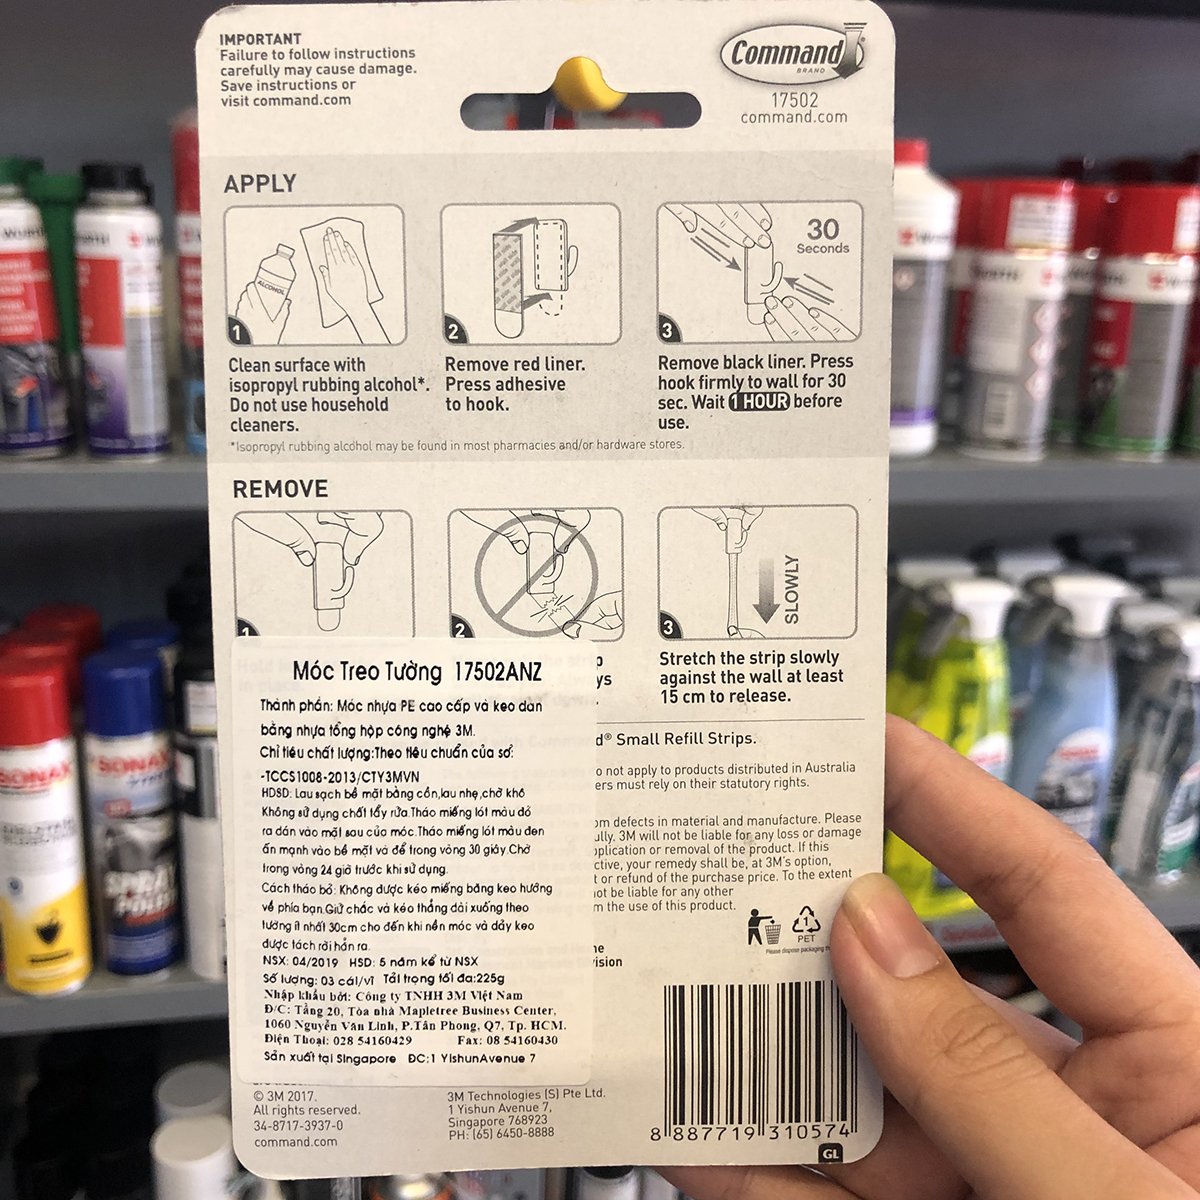 IMPORTANT
Failure to follow instructions
carefully may cause damage.
Save instructions or
visit command.com
Command
BRAND
17502
command.com
APPLY
ALCOHOL
1
2
30
Seconds
3
Clean surface with
isopropyl rubbing alcohol*.
Do not use household
cleaners.
Remove red liner.
Press adhesive
to hook.
Remove black liner. Press
hook firmly to wall for 30
sec. Wait 1 HOUR before
use.
*Isopropyl rubbing alcohol may be found in most pharmacies and/or hardware stores.
REMOVE
1
2
3
SLOWLY
Stretch the strip slowly
against the wall at least
15 cm to release.
Móc Treo Tường 17502ANZ
Thành phần: Móc nhựa PE cao cấp và keo dán
bằng nhựa tổng hợp công nghệ 3M.
Chỉ tiêu chất lượng:Theo tiêu chuẩn của sơ:
-TCCS1008-2013/CTY3MVN
HDSD: Lau sạch bề mặt bằng cồn,lau nhẹ,chờ khô
Không sử dụng chất tẩy rửa.Tháo miếng lót màu đỏ
ra dán vào mặt sau của móc.Tháo miếng lót màu đen
ấn mạnh vào bề mặt và để trong vòng 30 giây.Chờ
trong vòng 24 giờ trước khi sử dụng.
Cách tháo bỏ: Không được kéo miếng băng keo hướng
về phía bạn.Giữ chắc và kéo thẳng dải xuống theo
tường ít nhất 30cm cho đến khi nền móc và dây keo
được tách rời hẳn ra.
NSX: 04/2019 HSD: 5 năm kể từ NSX
Số lượng: 03 cái/vỉ Tải trọng tối đa:225g
Nhập khẩu bởi: Công ty TNHH 3M Việt Nam
Đ/C: Tầng 20, Tòa nhà Mapletree Business Center,
1060 Nguyễn Văn Linh, P.Tân Phong, Q7, Tp. HCM.
Điện Thoại: 028 54160429 Fax: 08 54160430
Sản xuất tại Singapore ĐC:1 YishunAvenue 7
d® Small Refill Strips.
o not apply to products distributed in Australia
ers must rely on their statutory rights.
om defects in material and manufacture. Please
ully. 3M will not be liable for any loss or damage
plication or removal of the product. If this
ctive, your remedy shall be, at 3M's option,
t or refund of the purchase price. To the extent
ot be liable for any other
m the use of this product.
1
PET
Please dispose packaging
© 3M 2017.
All rights reserved.
34-8717-3937-0
command.com
3M Technologies (S) Pte Ltd.
1 Yishun Avenue 7,
Singapore 768923
PH: (65) 6450-8888
8 887719 310574
GL
SONAX
SONAX
SPRAY
POLISH